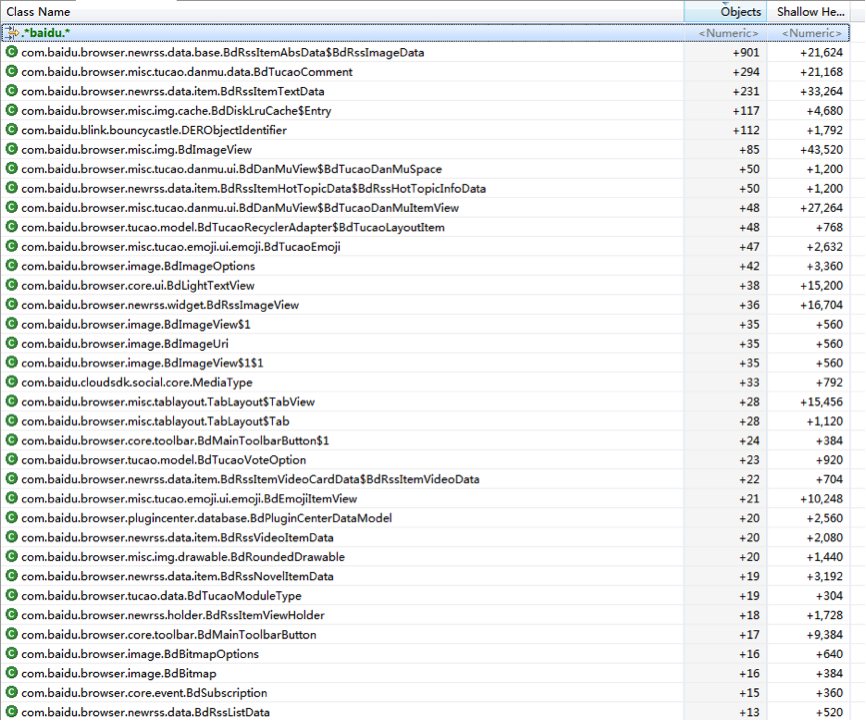 Class Name Objects Shallow He...
.*baidu.* <Numeric> <Numeric>
com.baidu.browser.newrss.data.base.BdRssItemAbsData$BdRssImageData +901 +21,624
com.baidu.browser.misc.tucao.danmu.data.BdTucaoComment +294 +21,168
com.baidu.browser.newrss.data.item.BdRssItemTextData +231 +33,264
com.baidu.browser.misc.img.cache.BdDiskLruCache$Entry +117 +4,680
com.baidu.blink.bouncycastle.DERObjectIdentifier +112 +1,792
com.baidu.browser.misc.img.BdImageView +85 +43,520
com.baidu.browser.misc.tucao.danmu.ui.BdDanMuView$BdTucaoDanMuSpace +50 +1,200
com.baidu.browser.newrss.data.item.BdRssItemHotTopicData$BdRssHotTopicInfoData +50 +1,200
com.baidu.browser.misc.tucao.danmu.ui.BdDanMuView$BdTucaoDanMuItemView +48 +27,264
com.baidu.browser.tucao.model.BdTucaoRecyclerAdapter$BdTucaoLayoutItem +48 +768
com.baidu.browser.misc.tucao.emoji.ui.emoji.BdTucaoEmoji +47 +2,632
com.baidu.browser.image.BdImageOptions +42 +3,360
com.baidu.browser.core.ui.BdLightTextView +38 +15,200
com.baidu.browser.newrss.widget.BdRssImageView +36 +16,704
com.baidu.browser.image.BdImageView$1 +35 +560
com.baidu.browser.image.BdImageUri +35 +560
com.baidu.browser.image.BdImageView$1$1 +35 +560
com.baidu.cloudsdk.social.core.MediaType +33 +792
com.baidu.browser.misc.tablayout.TabLayout$TabView +28 +15,456
com.baidu.browser.misc.tablayout.TabLayout$Tab +28 +1,120
com.baidu.browser.core.toolbar.BdMainToolbarButton$1 +24 +384
com.baidu.browser.tucao.model.BdTucaoVoteOption +23 +920
com.baidu.browser.newrss.data.item.BdRssItemVideoCardData$BdRssItemVideoData +22 +704
com.baidu.browser.misc.tucao.emoji.ui.emoji.BdEmojiItemView +21 +10,248
com.baidu.browser.plugincenter.database.BdPluginCenterDataModel +20 +2,560
com.baidu.browser.newrss.data.item.BdRssVideoItemData +20 +2,080
com.baidu.browser.misc.img.drawable.BdRoundedDrawable +20 +1,440
com.baidu.browser.newrss.data.item.BdRssNovelItemData +19 +3,192
com.baidu.browser.tucao.data.BdTucaoModuleType +19 +304
com.baidu.browser.newrss.holder.BdRssItemViewHolder +18 +1,728
com.baidu.browser.core.toolbar.BdMainToolbarButton +17 +9,384
com.baidu.browser.image.BdBitmapOptions +16 +640
com.baidu.browser.image.BdBitmap +16 +384
com.baidu.browser.core.event.BdSubscription +15 +360
com.baidu.browser.newrss.data.BdRssListData +13 +520